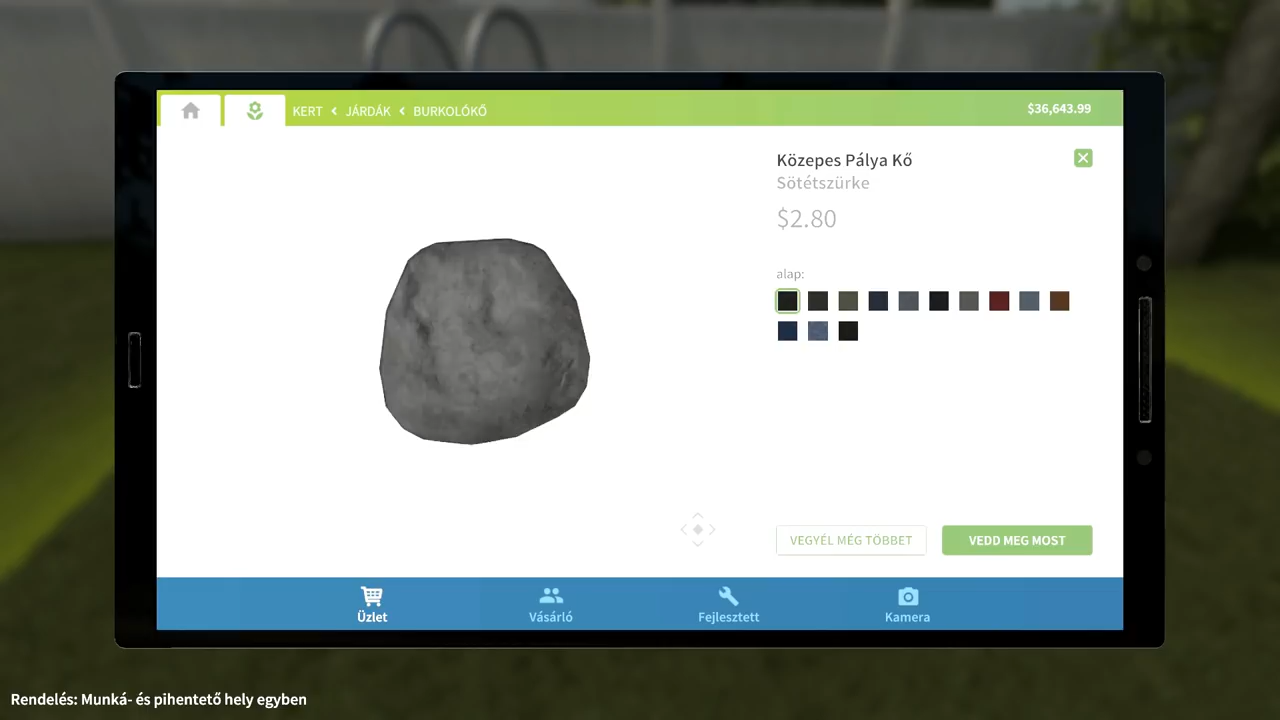 KERT < JÁRDÁK < BURKOLÓKŐ
$36,643.99
Közepes Pálya Kő
Sötétszürke
$2.80
alap:
VEGYÉL MÉG TÖBBET
VEDD MEG MOST
Üzlet
Vásárló
Fejlesztett
Kamera
Rendelés: Munká- és pihentető hely egyben